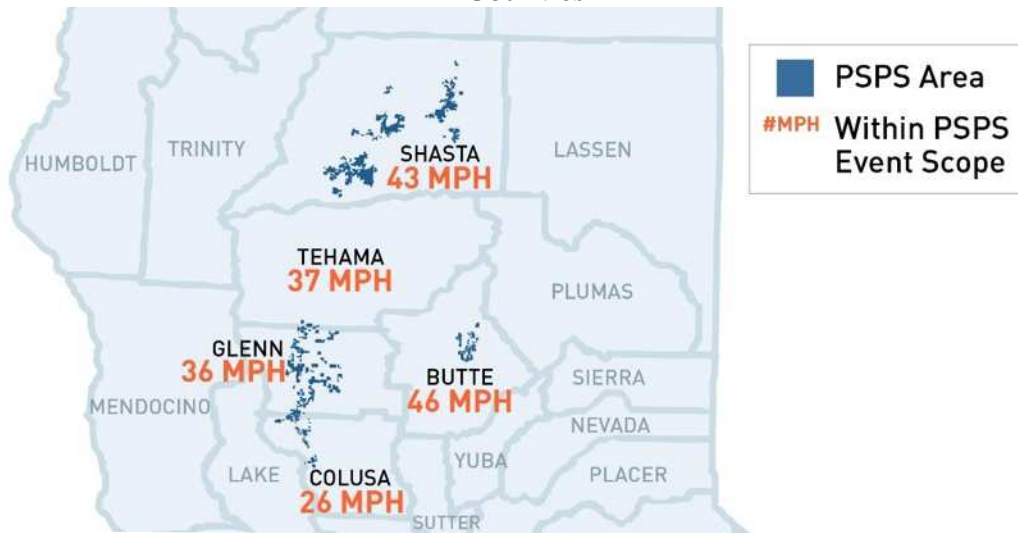 PSPS Area
#MPH Within PSPS
Event Scope
HUMBOLDT
TRINITY
SHASTA
43 MPH
LASSEN
TEHAMA
37 MPH
PLUMAS
GLENN
36 MPH
BUTTE
46 MPH
SIERRA
MENDOCINO
NEVADA
LAKE
COLUSA
26 MPH
YUBA
PLACER
SUTTER